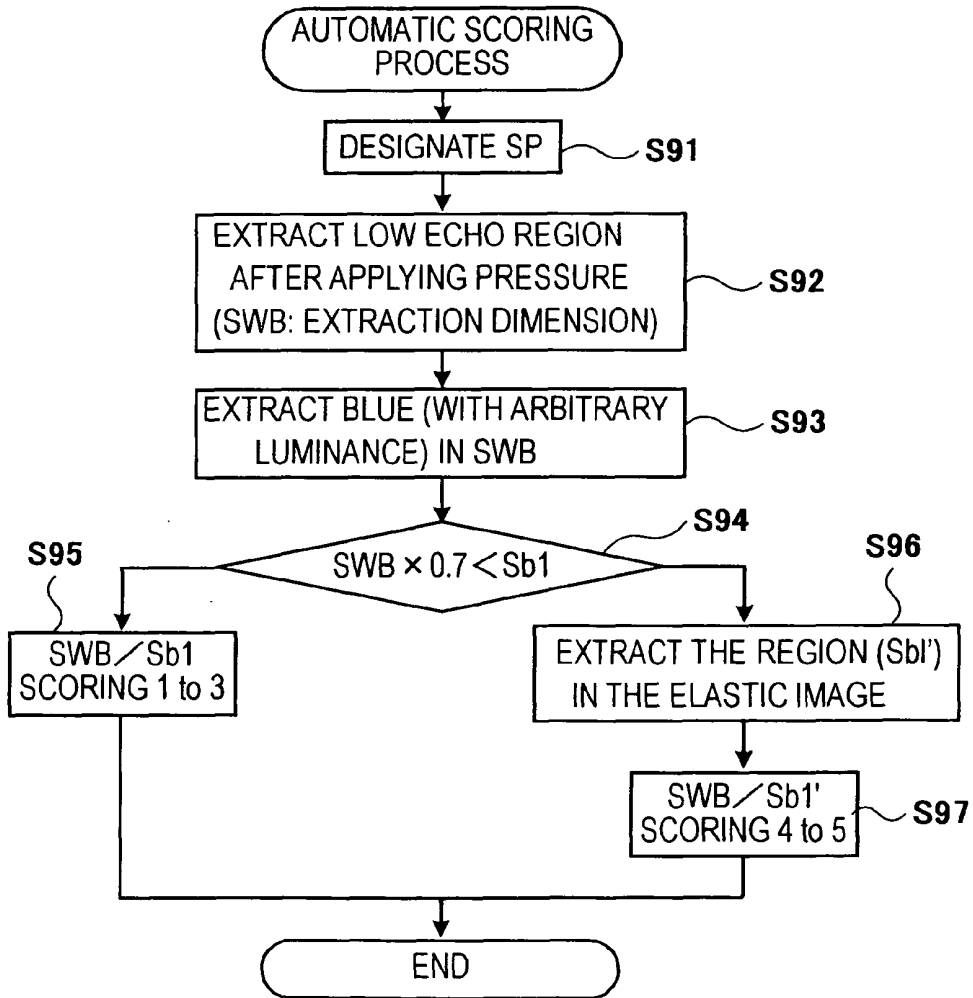 AUTOMATIC SCORING
PROCESS
DESIGNATE SP
S91
EXTRACT LOW ECHO REGION
AFTER APPLYING PRESSURE
(SWB: EXTRACTION DIMENSION)
S92
EXTRACT BLUE (WITH ARBITRARY
LUMINANCE) IN SWB
S93
S94
SWB × 0.7 < Sb1
S95
SWB／Sb1
SCORING 1 to 3
S96
EXTRACT THE REGION (SbI')
IN THE ELASTIC IMAGE
SWB／Sb1'
SCORING 4 to 5
S97
END